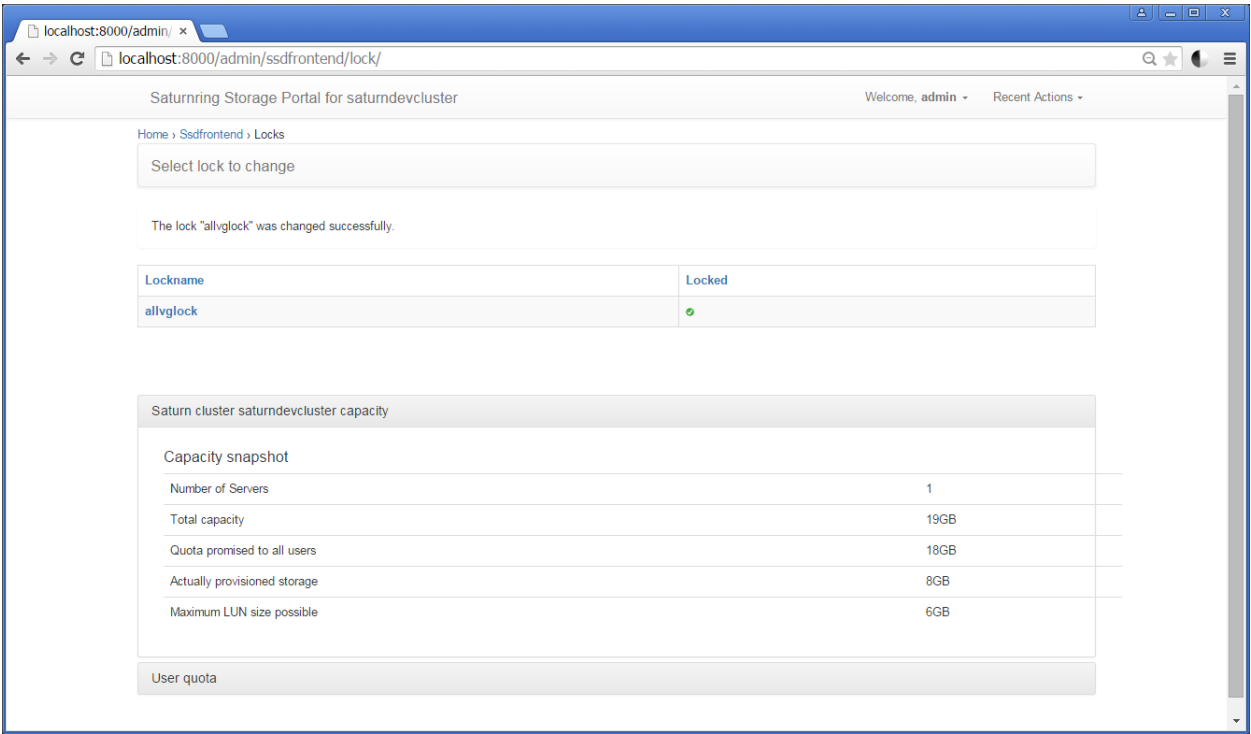 localhost:8000/admin/
localhost:8000/admin/ssdfrontend/lock/
Saturnring Storage Portal for saturndevcluster Welcome, admin Recent Actions
Home › Ssdfrontend › Locks
Select lock to change
The lock "allvglock" was changed successfully.
Lockname Locked
allvglock
Saturn cluster saturndevcluster capacity
Capacity snapshot
Number of Servers 1
Total capacity 19GB
Quota promised to all users 18GB
Actually provisioned storage 8GB
Maximum LUN size possible 6GB
User quota